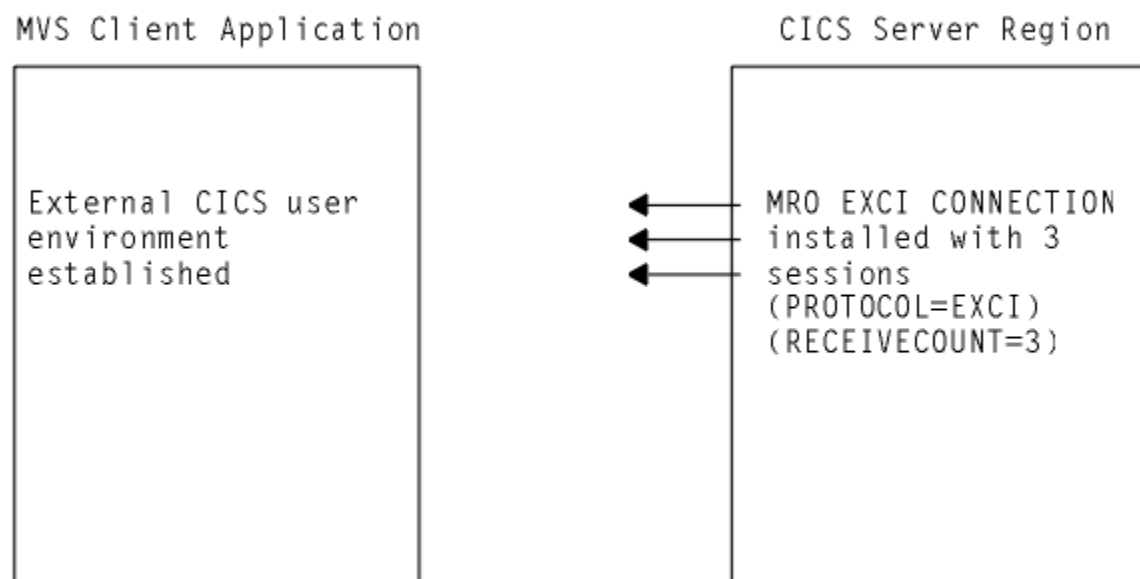 MVS Client Application
CICS Server Region
External CICS user
environment
established
MRO EXCI CONNECTION
installed with 3
sessions
(PROTOCOL=EXCI)
(RECEIVECOUNT=3)